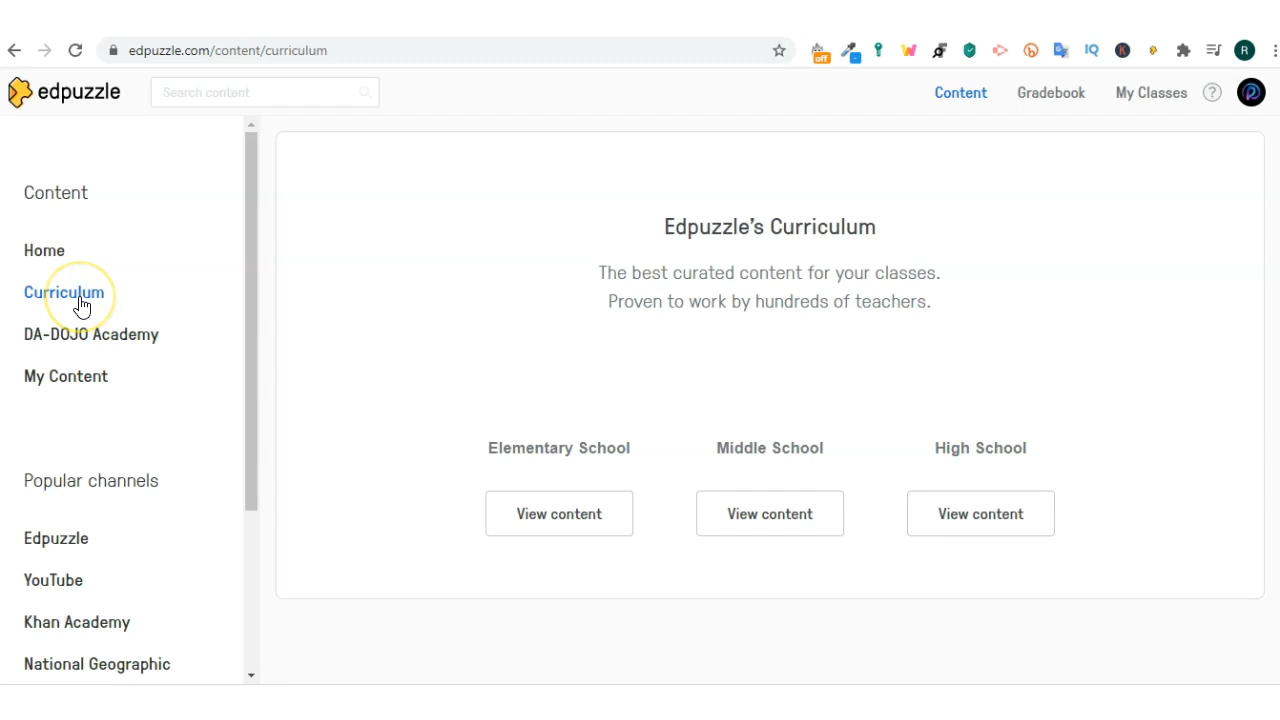 edpuzzle.com/content/curriculum
off
edpuzzle
Search content
Content
Gradebook
My Classes
?
Content
Home
Curriculum
DA-DOJO Academy
My Content
Popular channels
Edpuzzle
YouTube
Khan Academy
National Geographic
Edpuzzle's Curriculum
The best curated content for your classes.
Proven to work by hundreds of teachers.
Elementary School
Middle School
High School
View content
View content
View content
IQ
K
R